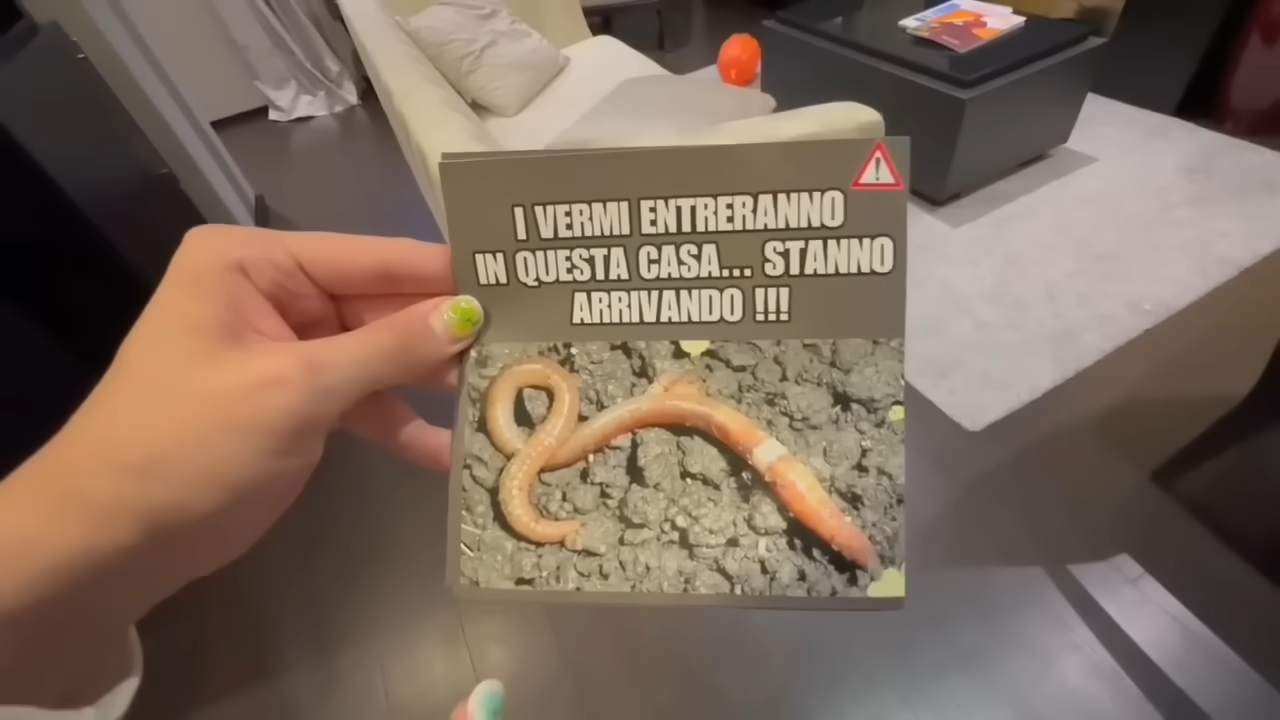 I VERMI ENTRERANNO
IN QUESTA CASA... STANNO
ARRIVANDO !!!